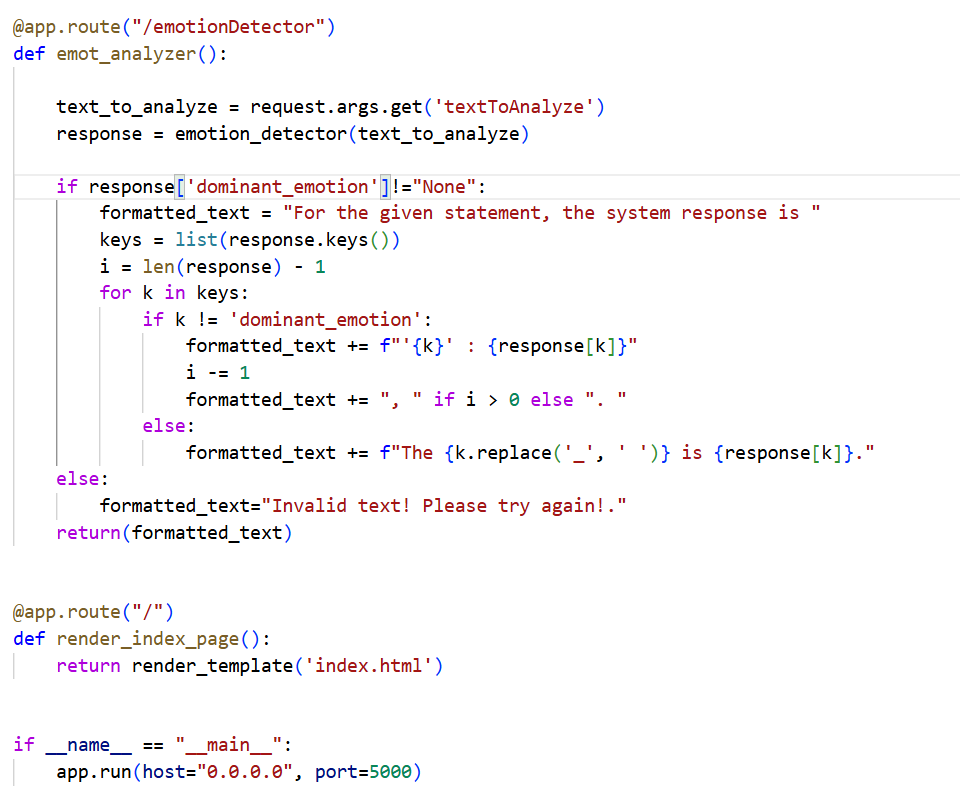 @app.route("/emotionDetector")
def emot_analyzer():
text_to_analyze = request.args.get('textToAnalyze')
response = emotion_detector(text_to_analyze)
if response['dominant_emotion']!="None":
formatted_text = "For the given statement, the system response is "
keys = list(response.keys())
i = len(response) - 1
for k in keys:
if k != 'dominant_emotion':
formatted_text += f"'{k}' : {response[k]}"
i -= 1
formatted_text += ", " if i > 0 else ". "
else:
formatted_text += f"The {k.replace('_', ' ')} is {response[k]}."
else:
formatted_text="Invalid text! Please try again!."
return(formatted_text)
@app.route("/")
def render_index_page():
return render_template('index.html')
if __name__ == "__main__":
app.run(host="0.0.0.0", port=5000)